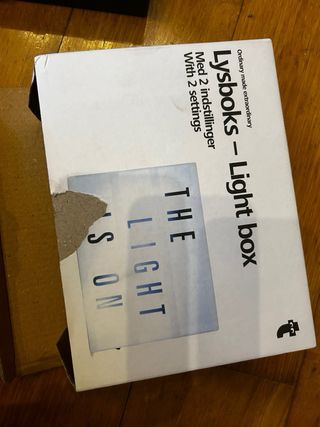 Ordinary made extraordinary
Lysboks – Light box
Med 2 indstillinger
With 2 settings
THE
LIGHT
IS ON